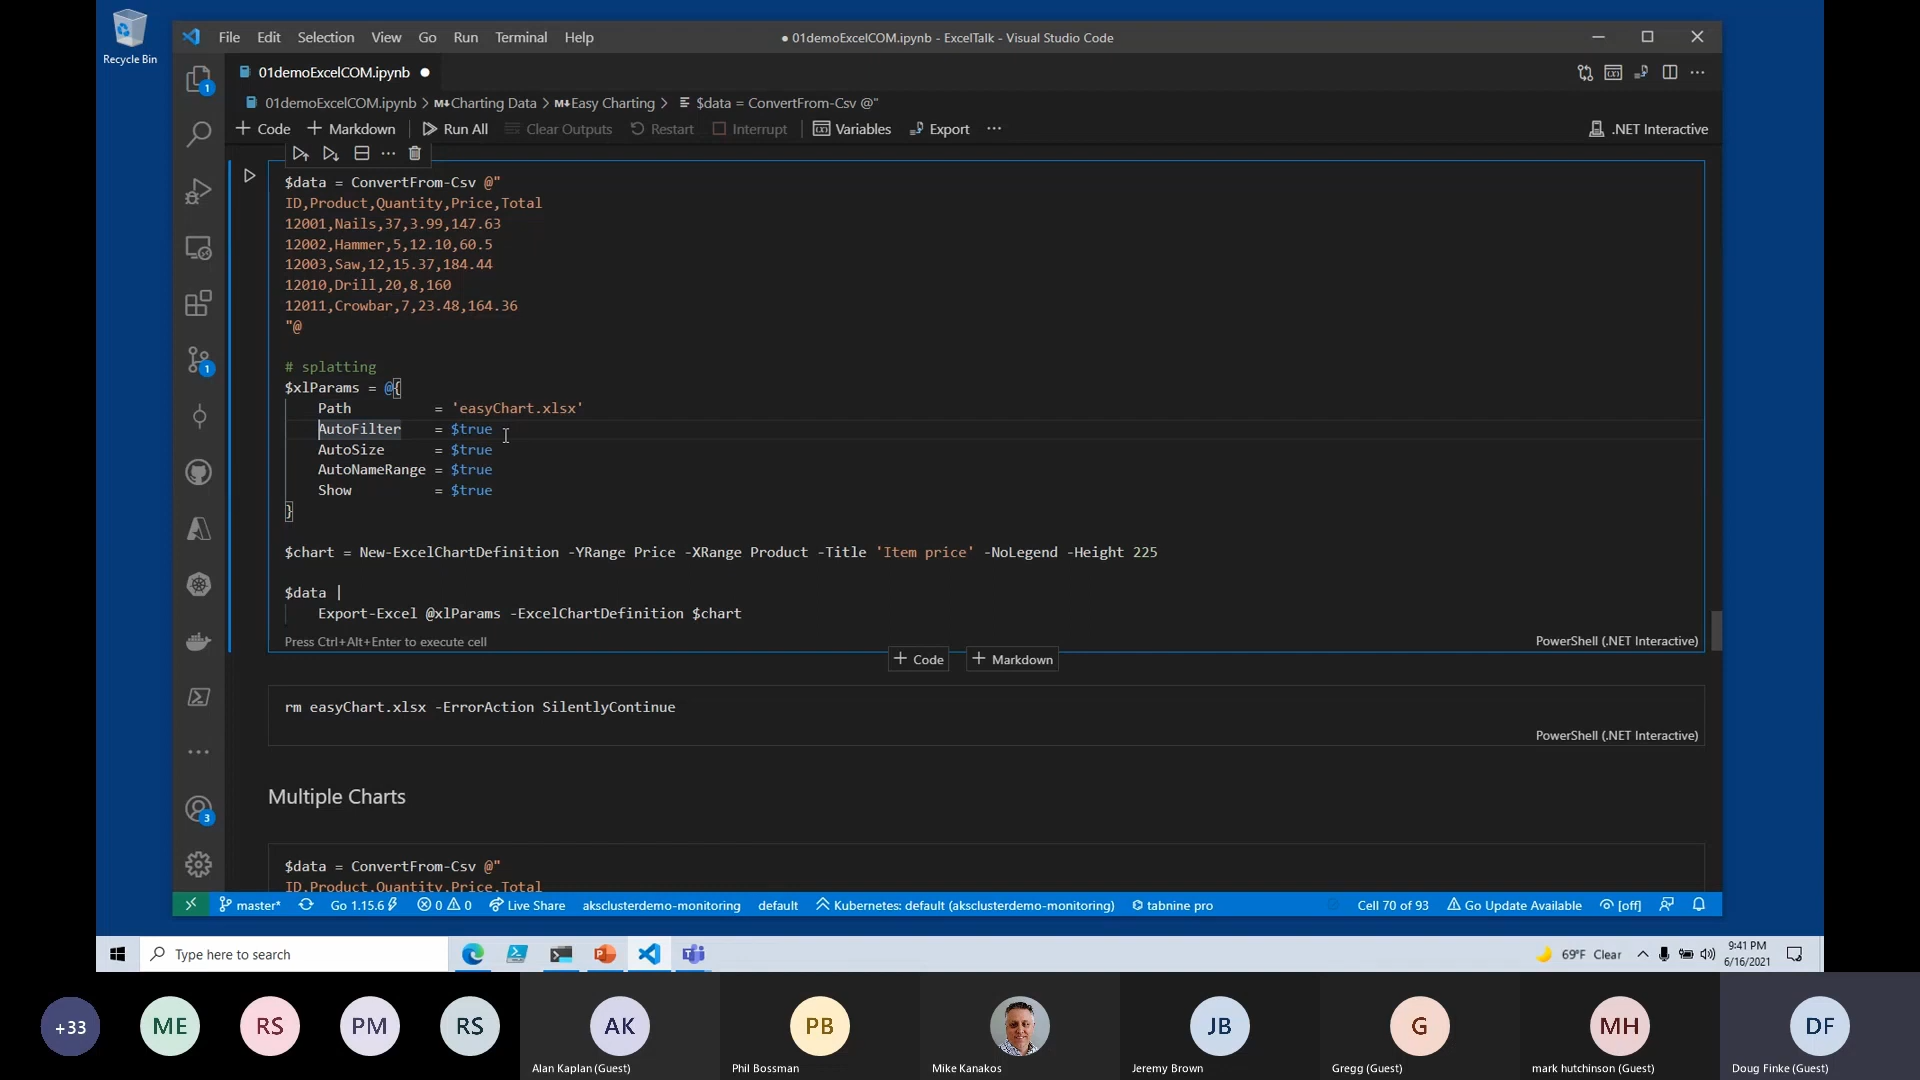 Recycle Bin
File Edit Selection View Go Run Terminal Help
● 01demoExcelCOM.ipynb - ExcelTalk - Visual Studio Code
01demoExcelCOM.ipynb ●
01demoExcelCOM.ipynb > M↓Charting Data > M↓Easy Charting > $data = ConvertFrom-Csv @"
+ Code + Markdown Run All Clear Outputs Restart Interrupt Variables Export ··· .NET Interactive
$data = ConvertFrom-Csv @"
ID,Product,Quantity,Price,Total
12001,Nails,37,3.99,147.63
12002,Hammer,5,12.10,60.5
12003,Saw,12,15.37,184.44
12010,Drill,20,8,160
12011,Crowbar,7,23.48,164.36
"@
# splatting
$xlParams = @{
Path = 'easyChart.xlsx'
AutoFilter = $true
AutoSize = $true
AutoNameRange = $true
Show = $true
}
$chart = New-ExcelChartDefinition -YRange Price -XRange Product -Title 'Item price' -NoLegend -Height 225
$data |
Export-Excel @xlParams -ExcelChartDefinition $chart
Press Ctrl+Alt+Enter to execute cell
PowerShell (.NET Interactive)
+ Code + Markdown
rm easyChart.xlsx -ErrorAction SilentlyContinue
PowerShell (.NET Interactive)
Multiple Charts
$data = ConvertFrom-Csv @"
ID,Product,Quantity,Price,Total
1
1
3
master* Go 1.15.6 0 0 Live Share aksclusterdemo-monitoring default Kubernetes: default (aksclusterdemo-monitoring) tabnine pro Cell 70 of 93 Go Update Available [off]
Type here to search
69°F Clear
9:41 PM
6/16/2021
+33 ME RS PM RS AK PB JB G MH DF
Alan Kaplan (Guest) Phil Bossman Mike Kanakos Jeremy Brown Gregg (Guest) mark hutchinson (Guest) Doug Finke (Guest)